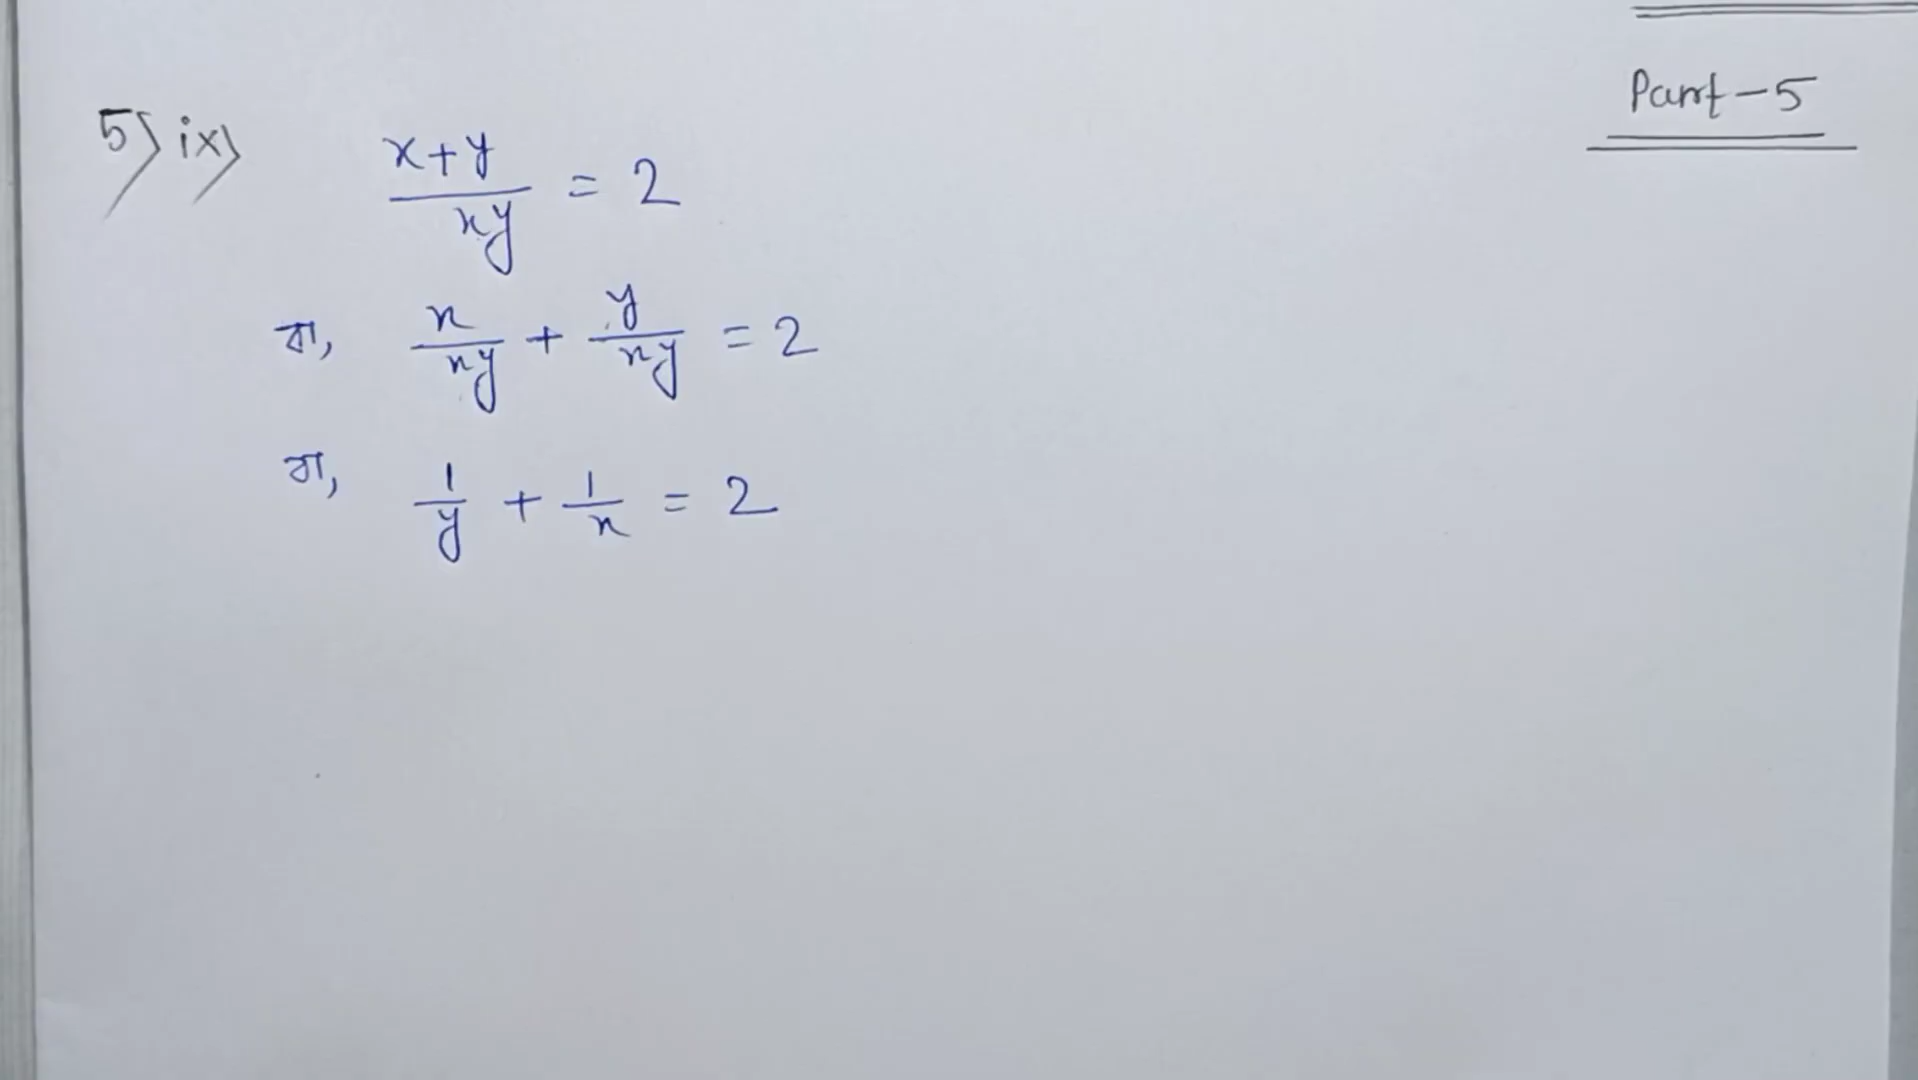 Part-5
5) ix) x+y/xy = 2
বা, x/xy + y/xy = 2
বা, 1/y + 1/x = 2